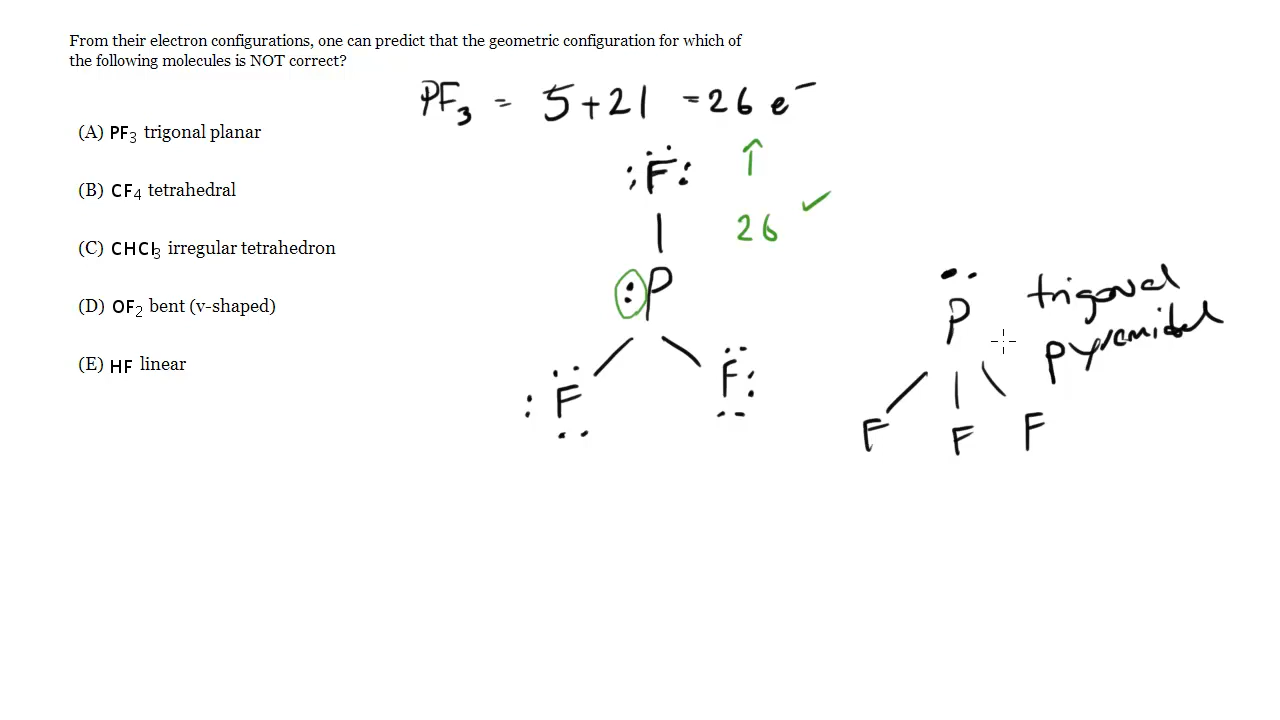 From their electron configurations, one can predict that the geometric configuration for which of
the following molecules is NOT correct?
PF₃ = 5+21 =26 e⁻
(A) PF₃ trigonal planar
:F:
↑
(B) CF₄ tetrahedral
26 ✓
(C) CHCl₃ irregular tetrahedron
:P
trigonal
P
pyramidal
(D) OF₂ bent (v-shaped)
(E) HF linear
:F
F:
F F F